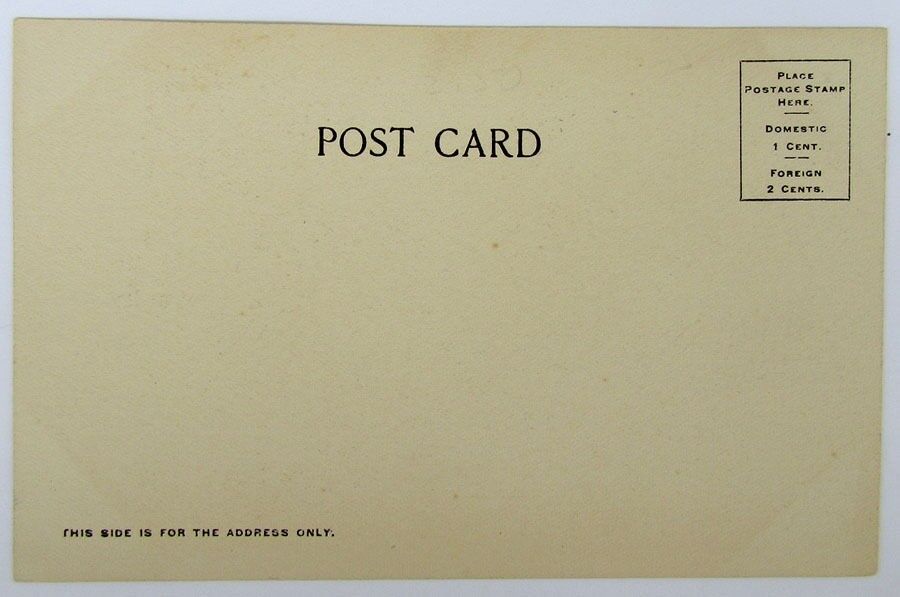 POST CARD
PLACE
POSTAGE STAMP
HERE.
DOMESTIC
1 CENT.
FOREIGN
2 CENTS.
THIS SIDE IS FOR THE ADDRESS ONLY.